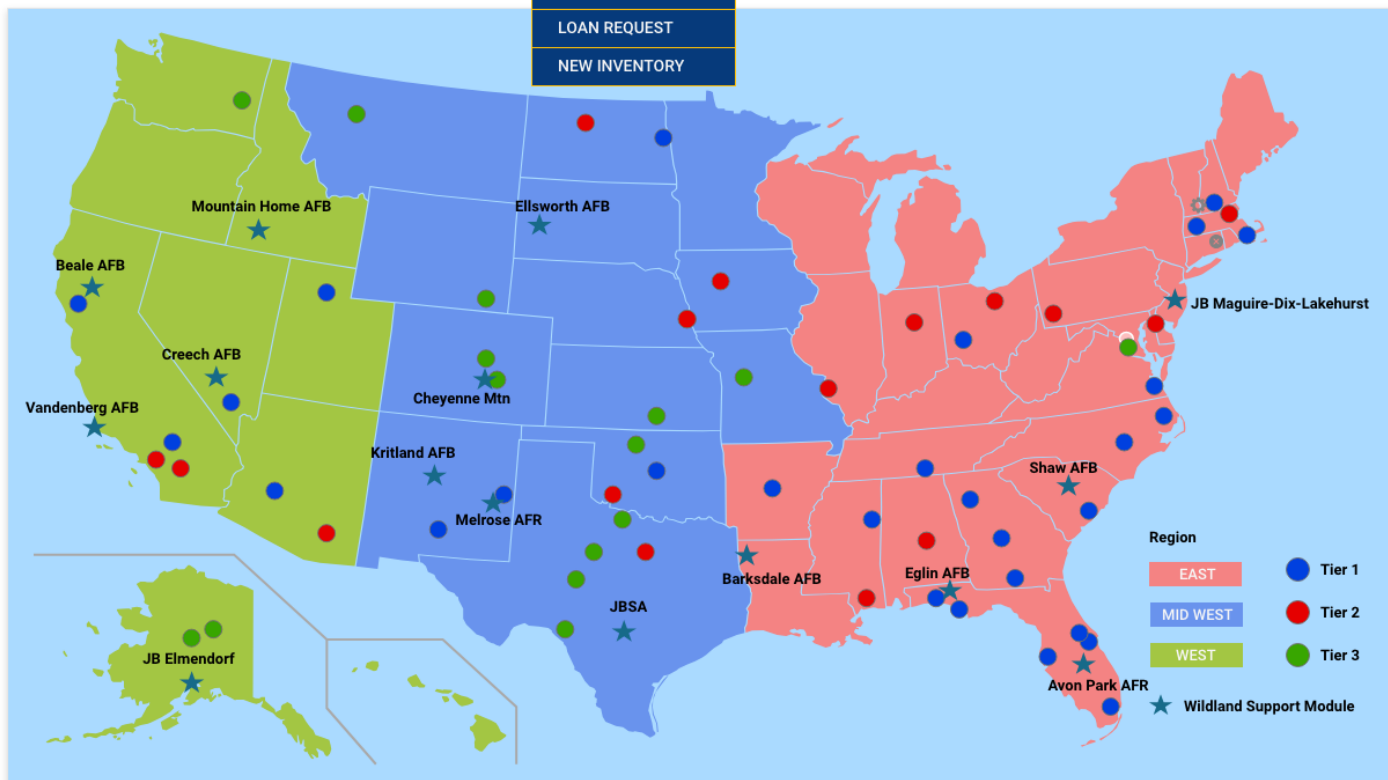 LOAN REQUEST
NEW INVENTORY
Mountain Home AFB
Ellsworth AFB
Beale AFB
JB Maguire-Dix-Lakehurst
Creech AFB
Cheyenne Mtn
Vandenberg AFB
Kritland AFB
Shaw AFB
Melrose AFR
Region
Barksdale AFB
Eglin AFB
EAST
Tier 1
JBSA
MID WEST
Tier 2
JB Elmendorf
WEST
Tier 3
Avon Park AFR
Wildland Support Module